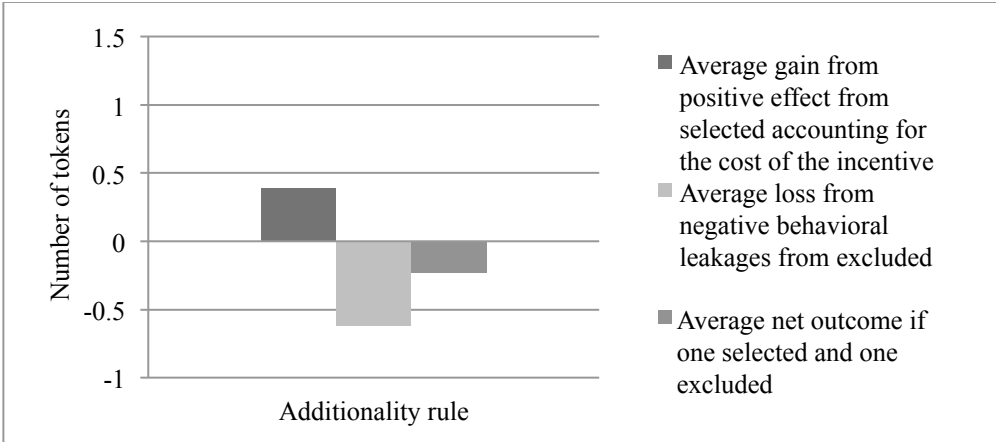 1.5
1
0.5
0
-0.5
-1
Number of tokens
Additionality rule
Average gain from
positive effect from
selected accounting for
the cost of the incentive
Average loss from
negative behavioral
leakages from excluded
Average net outcome if
one selected and one
excluded